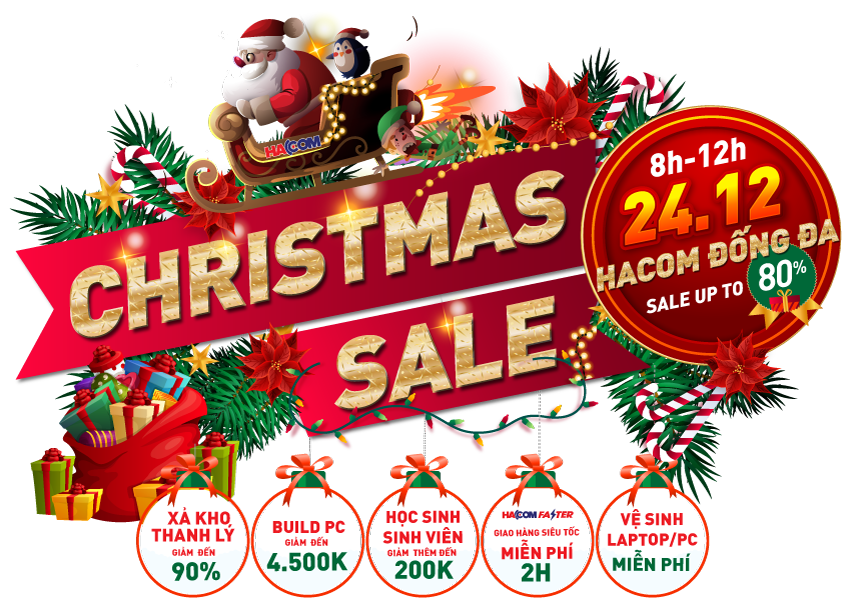 HACOM
CHRISTMAS
SALE
8h-12h
24.12
HACOM ĐỐNG ĐA
SALE UP TO 80%
XẢ KHO
THANH LÝ
GIẢM ĐẾN
90%
BUILD PC
GIẢM ĐẾN
4.500K
HỌC SINH
SINH VIÊN
GIẢM THÊM ĐẾN
200K
HACOM FASTER
GIAO HÀNG SIÊU TỐC
MIỄN PHÍ
2H
VỆ SINH
LAPTOP/PC
MIỄN PHÍ